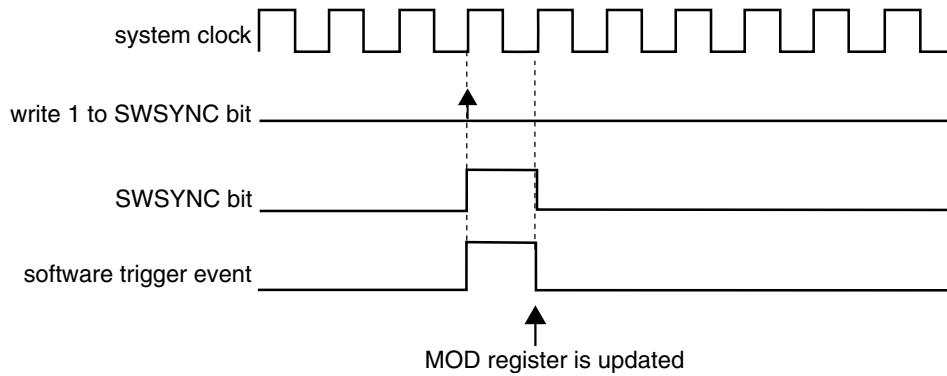 system clock
write 1 to SWSYNC bit
SWSYNC bit
software trigger event
MOD register is updated